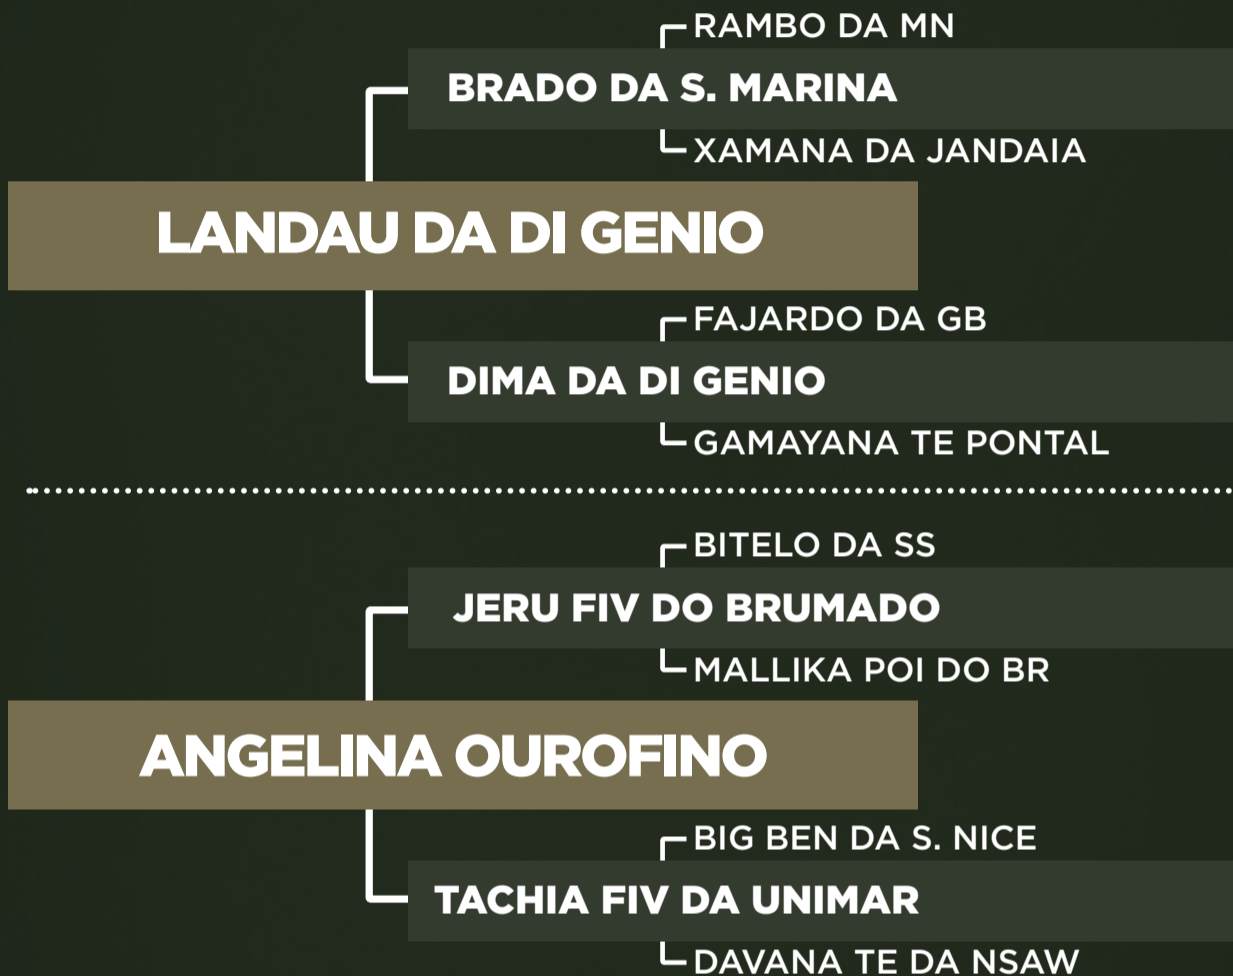 RAMBO DA MN
BRADO DA S. MARINA
XAMANA DA JANDAIA
LANDAU DA DI GENIO
FAJARDO DA GB
DIMA DA DI GENIO
GAMAYANA TE PONTAL
BITELO DA SS
JERU FIV DO BRUMADO
MALLIKA POI DO BR
ANGELINA OUROFINO
BIG BEN DA S. NICE
TACHIA FIV DA UNIMAR
DAVANA TE DA NSAW